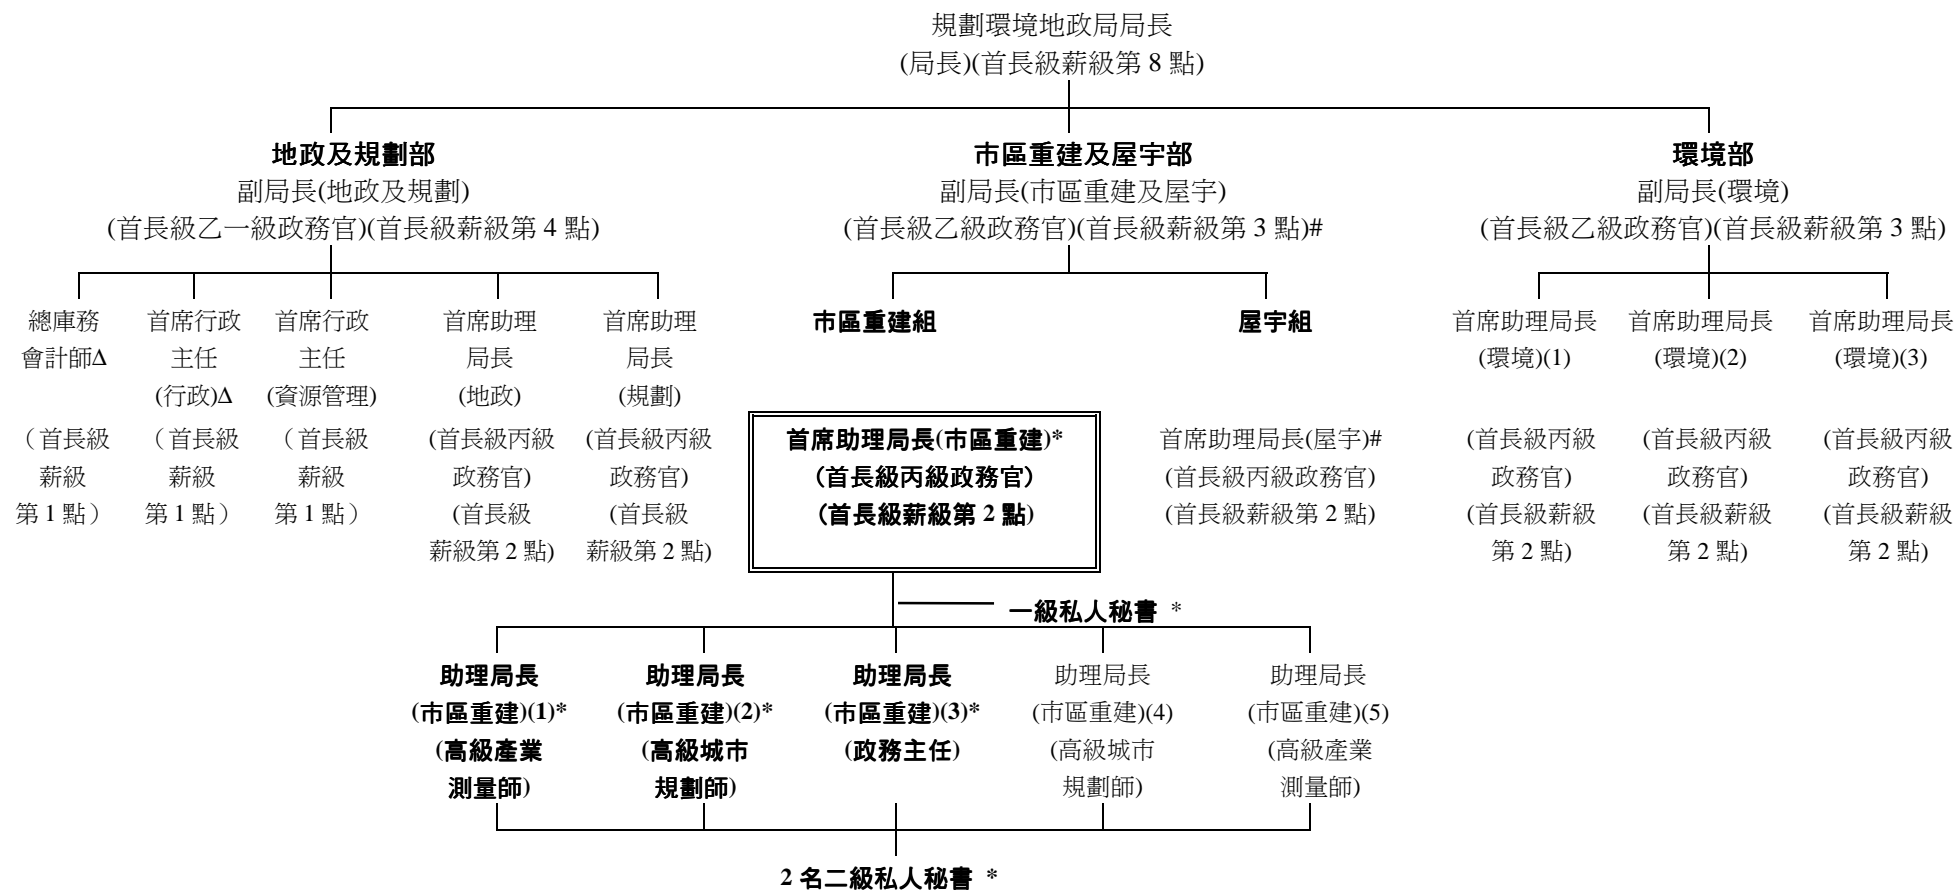 規劃環境地政局局長
(局長)(首長級薪級第 8 點)
地政及規劃部
副局長(地政及規劃)
(首長級乙一級政務官)(首長級薪級第 4 點)
市區重建及屋宇部
副局長(市區重建及屋宇)
(首長級乙級政務官)(首長級薪級第 3 點)#
環境部
副局長(環境)
(首長級乙級政務官)(首長級薪級第 3 點)
總庫務
會計師Δ
（首長級
薪級
第 1 點）
首席行政
主任
(行政)Δ
（首長級
薪級
第 1 點）
首席行政
主任
(資源管理)
（首長級
薪級
第 1 點）
首席助理
局長
(地政)
(首長級丙級
政務官)
(首長級
薪級第 2 點)
首席助理
局長
(規劃)
(首長級丙級
政務官)
(首長級
薪級第 2 點)
市區重建組
首席助理局長(市區重建)*
（首長級丙級政務官）
（首長級薪級第 2 點)
屋宇組
首席助理局長(屋宇)#
(首長級丙級政務官)
(首長級薪級第 2 點)
首席助理局長
(環境)(1)
(首長級丙級
政務官)
(首長級薪級
第 2 點)
首席助理局長
(環境)(2)
(首長級丙級
政務官)
(首長級薪級
第 2 點)
首席助理局長
(環境)(3)
(首長級丙級
政務官)
(首長級薪級
第 2 點)
一級私人秘書 *
助理局長
(市區重建)(1)*
(高級產業
測量師)
助理局長
(市區重建)(2)*
(高級城市
規劃師)
助理局長
(市區重建)(3)*
(政務主任)
助理局長
(市區重建)(4)
(高級城市
規劃師)
助理局長
(市區重建)(5)
(高級產業
測量師)
2 名二級私人秘書 *